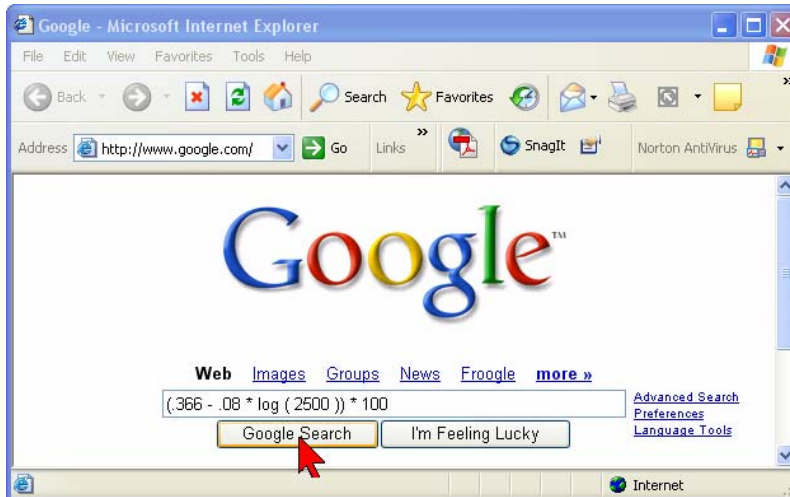 Google - Microsoft Internet Explorer
File Edit View Favorites Tools Help
Back Search Favorites »
Address http://www.google.com/ Go Links » SnagIt Norton AntiVirus
Google™
Web Images Groups News Froogle more »
(.366 - .08 * log ( 2500 )) * 100
Advanced Search
Preferences
Google Search I'm Feeling Lucky Language Tools
Internet